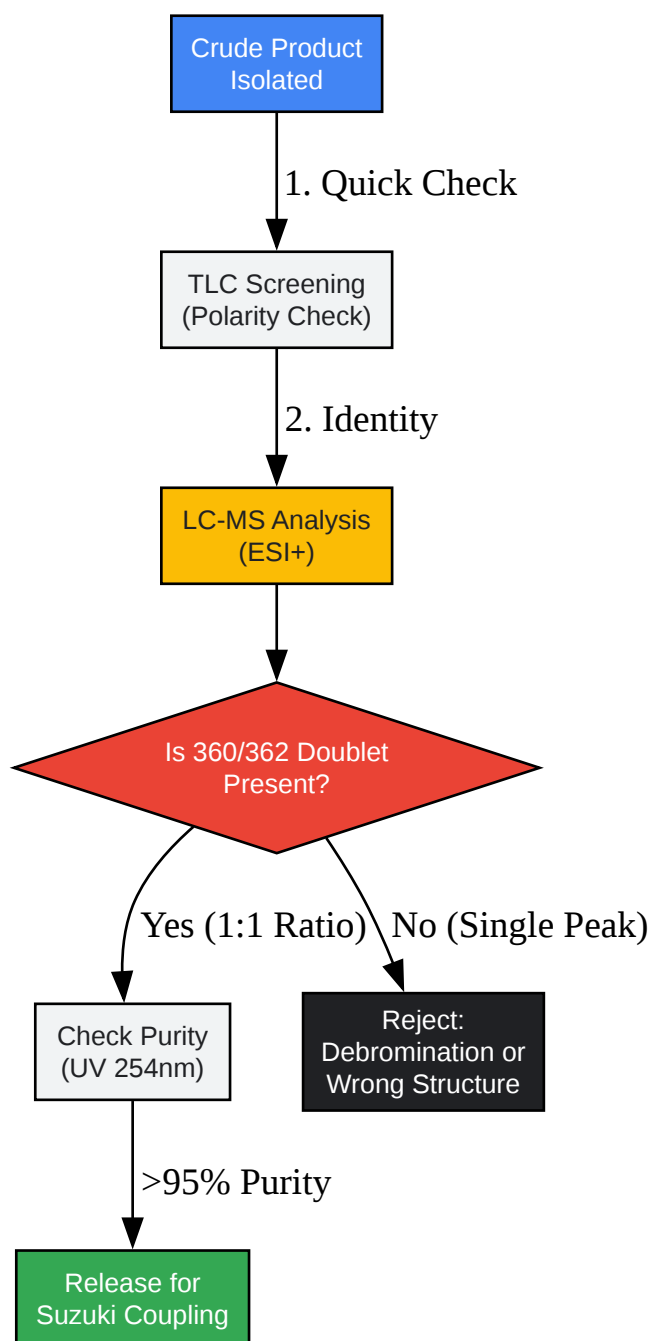 Crude Product
Isolated
1. Quick Check
TLC Screening
(Polarity Check)
2. Identity
LC-MS Analysis
(ESI+)
Is 360/362 Doublet
Present?
Yes (1:1 Ratio)
No (Single Peak)
Check Purity
(UV 254nm)
Reject:
Debromination or
Wrong Structure
>95% Purity
Release for
Suzuki Coupling